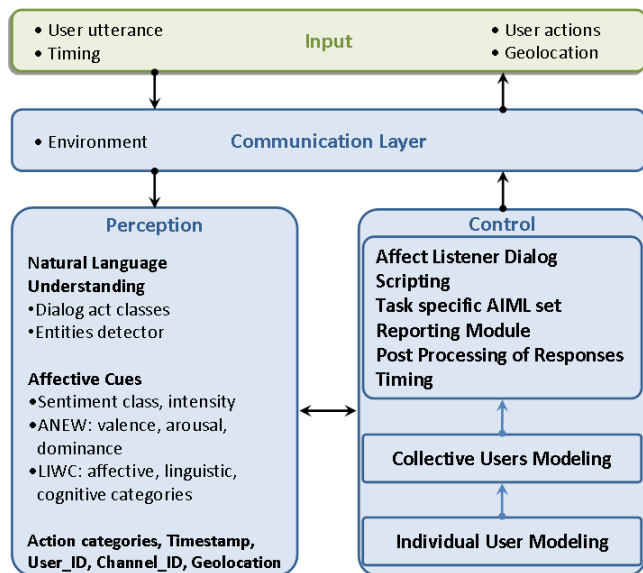 • User utterance
• Timing
Input
• User actions
• Geolocation
• Environment
Communication Layer
Perception
Natural Language
Understanding
•Dialog act classes
•Entities detector
Affective Cues
•Sentiment class, intensity
•ANEW: valence, arousal,
dominance
•LIWC: affective, linguistic,
cognitive categories
Action categories, Timestamp,
User_ID, Channel_ID, Geolocation
Control
Affect Listener Dialog
Scripting
Task specific AIML set
Reporting Module
Post Processing of Responses
Timing
Collective Users Modeling
Individual User Modeling